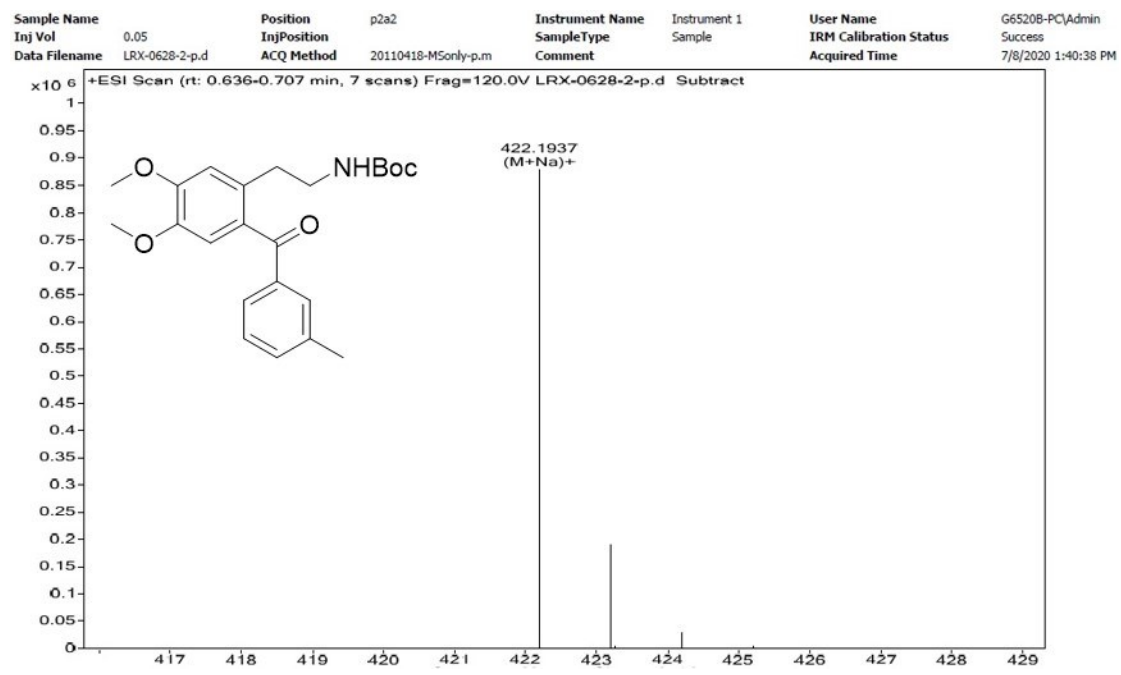 Sample Name Position p2a2 Instrument Name Instrument 1 User Name G6520B-PC\Admin
Inj Vol 0.05 InjPosition SampleType Sample IRM Calibration Status Success
Data Filename LRX-0628-2-p.d ACQ Method 20110418-MSonly-p.m Comment Acquired Time 7/8/2020 1:40:38 PM
x10 6 +ESI Scan (rt: 0.636-0.707 min, 7 scans) Frag=120.0V LRX-0628-2-p.d Subtract
1
0.95
422.1937
0.9
(M+Na)+
O
NHBoc
0.85
0.8
O
0.75
O
0.7
0.65
0.6
0.55
0.5
0.45
0.4
0.35
0.3
0.25
0.2
0.15
0.1
0.05
0
417 418 419 420 421 422 423 424 425 426 427 428 429